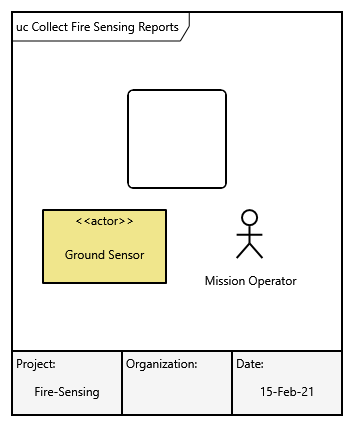 uc Collect Fire Sensing Reports
<<actor>>
Ground Sensor
Mission Operator
Project:
Fire-Sensing
Organization:
Date:
15-Feb-21